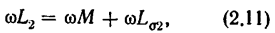 ωL₂ = ωM + ωL_σ₂, (2.11)